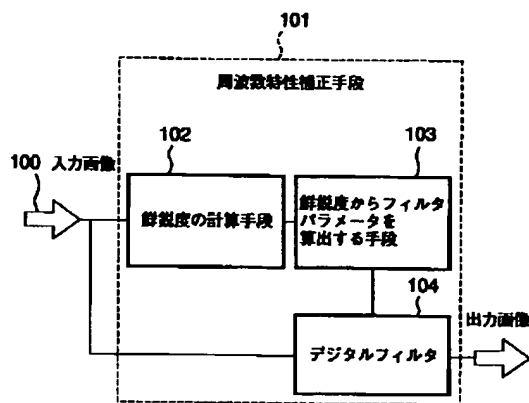 101
周波数特性補正手段
102
103
100 入力画像
鮮鋭度の計算手段
鮮鋭度からフィルタ
パラメータを
算出する手段
104
出力画像
デジタルフィルタ